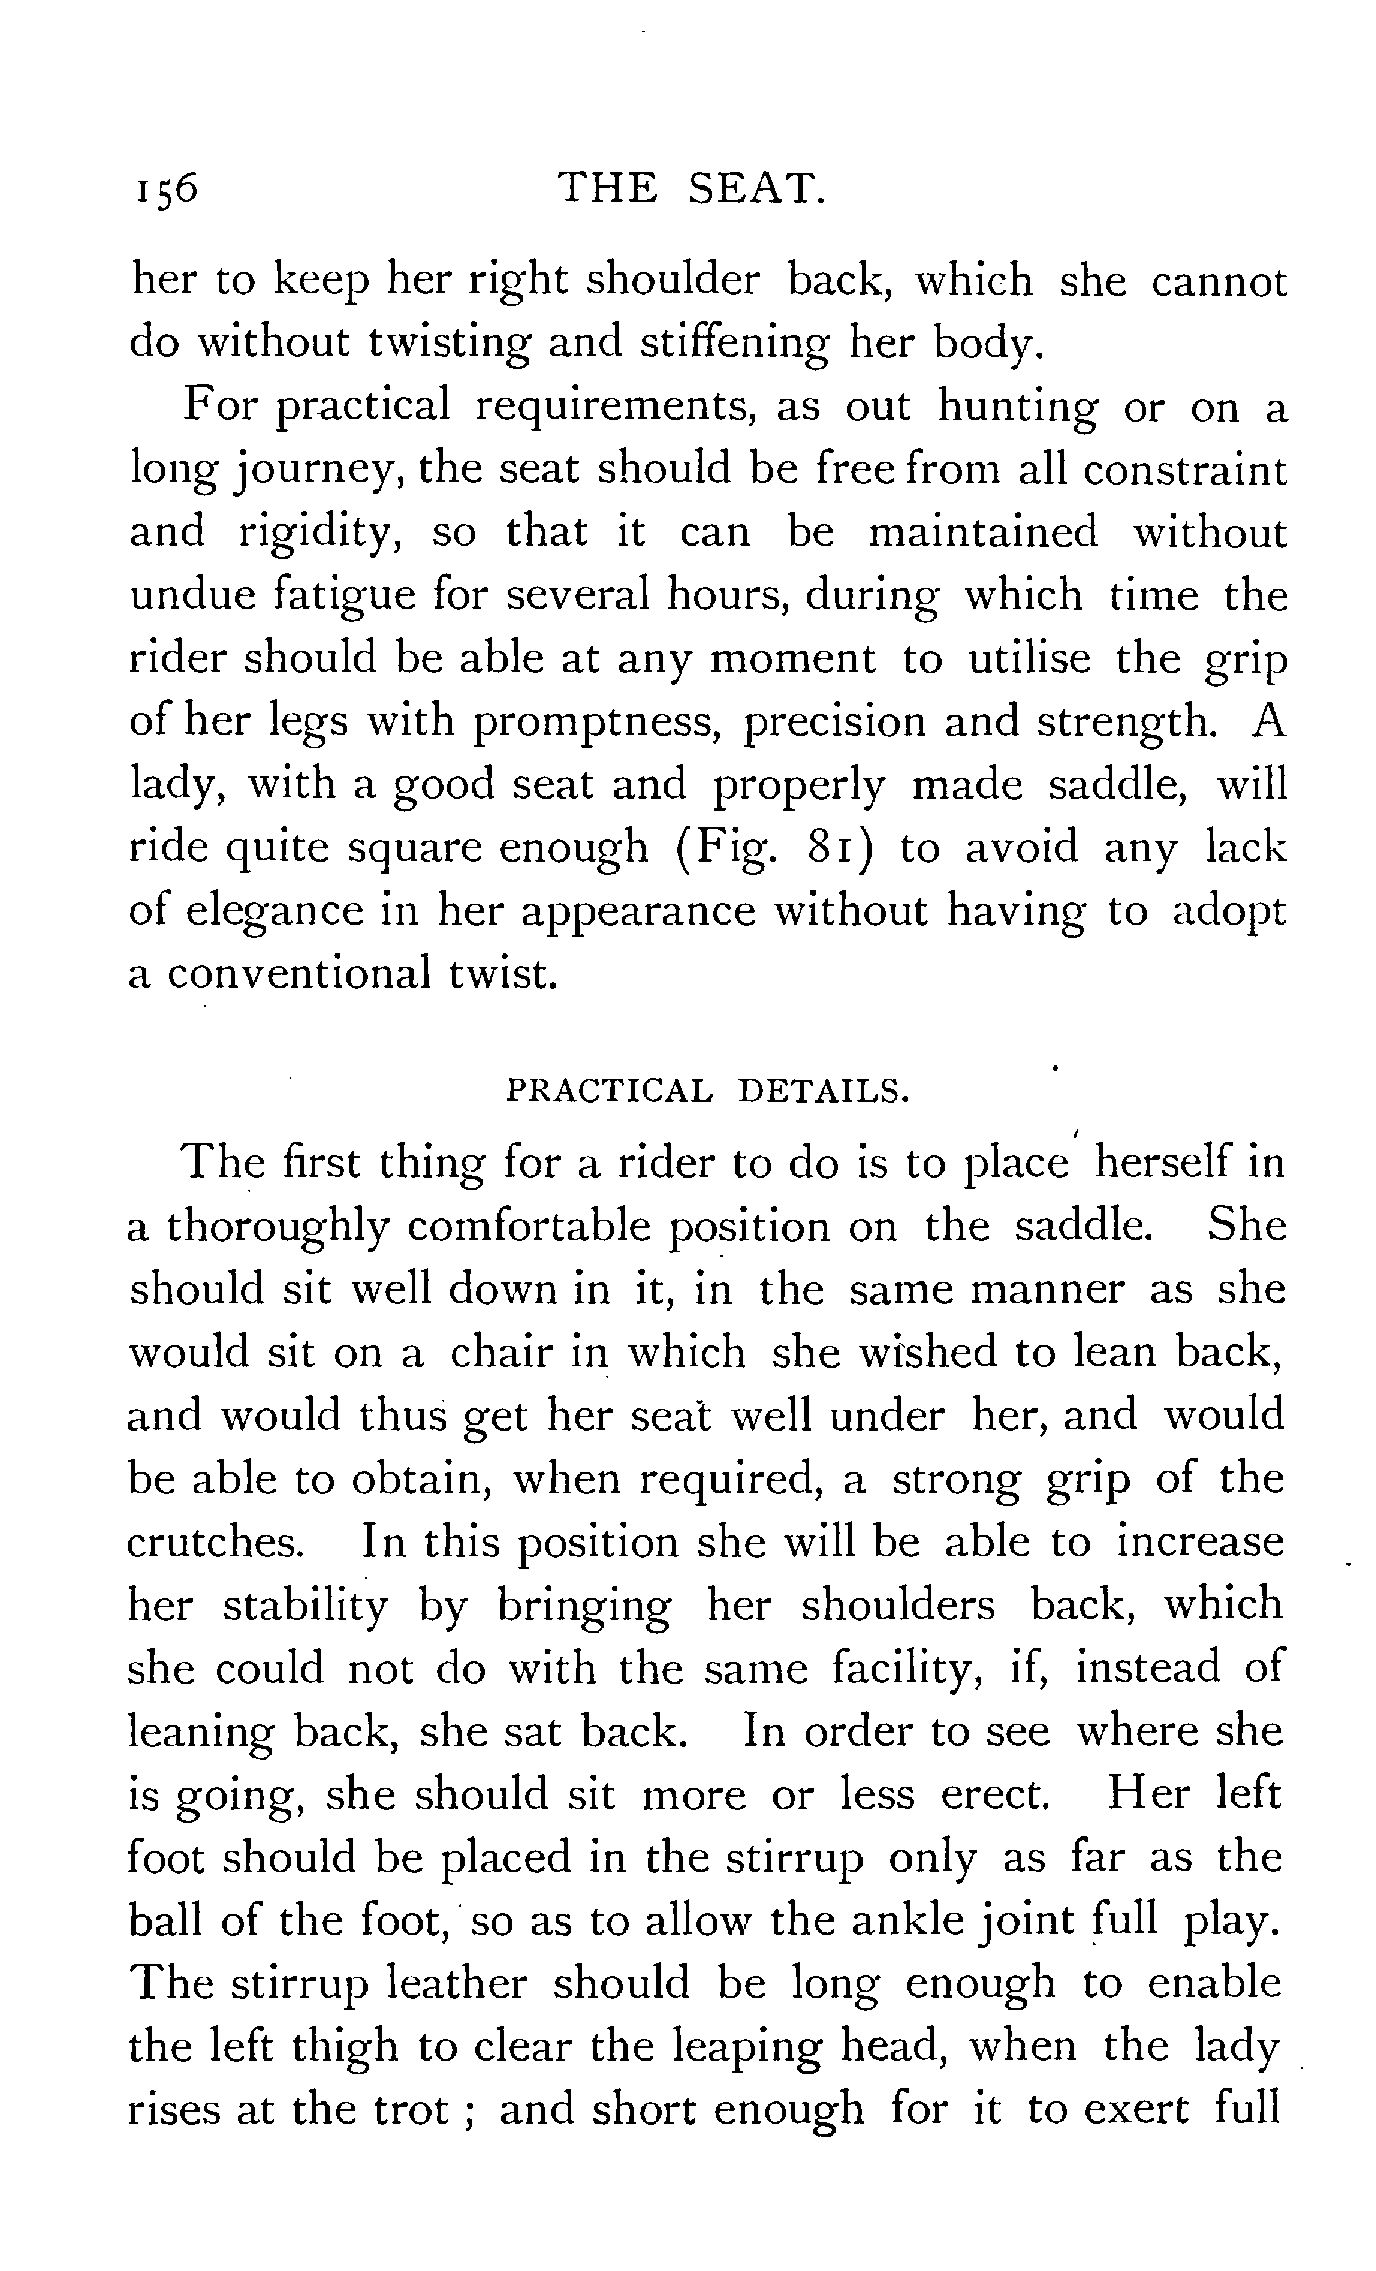 156 THE SEAT.
her to keep her right shoulder back, which she cannot
do without twisting and stiffening her body.
For practical requirements, as out hunting or on a
long journey, the seat should be free from all constraint
and rigidity, so that it can be maintained without
undue fatigue for several hours, during which time the
rider should be able at any moment to utilise the grip
of her legs with promptness, precision and strength. A
lady, with a good seat and properly made saddle, will
ride quite square enough (Fig. 81) to avoid any lack
of elegance in her appearance without having to adopt
a conventional twist.
PRACTICAL DETAILS.
The first thing for a rider to do is to place herself in
a thoroughly comfortable position on the saddle. She
should sit well down in it, in the same manner as she
would sit on a chair in which she wished to lean back,
and would thus get her seat well under her, and would
be able to obtain, when required, a strong grip of the
crutches. In this position she will be able to increase
her stability by bringing her shoulders back, which
she could not do with the same facility, if, instead of
leaning back, she sat back. In order to see where she
is going, she should sit more or less erect. Her left
foot should be placed in the stirrup only as far as the
ball of the foot, so as to allow the ankle joint full play.
The stirrup leather should be long enough to enable
the left thigh to clear the leaping head, when the lady
rises at the trot ; and short enough for it to exert full